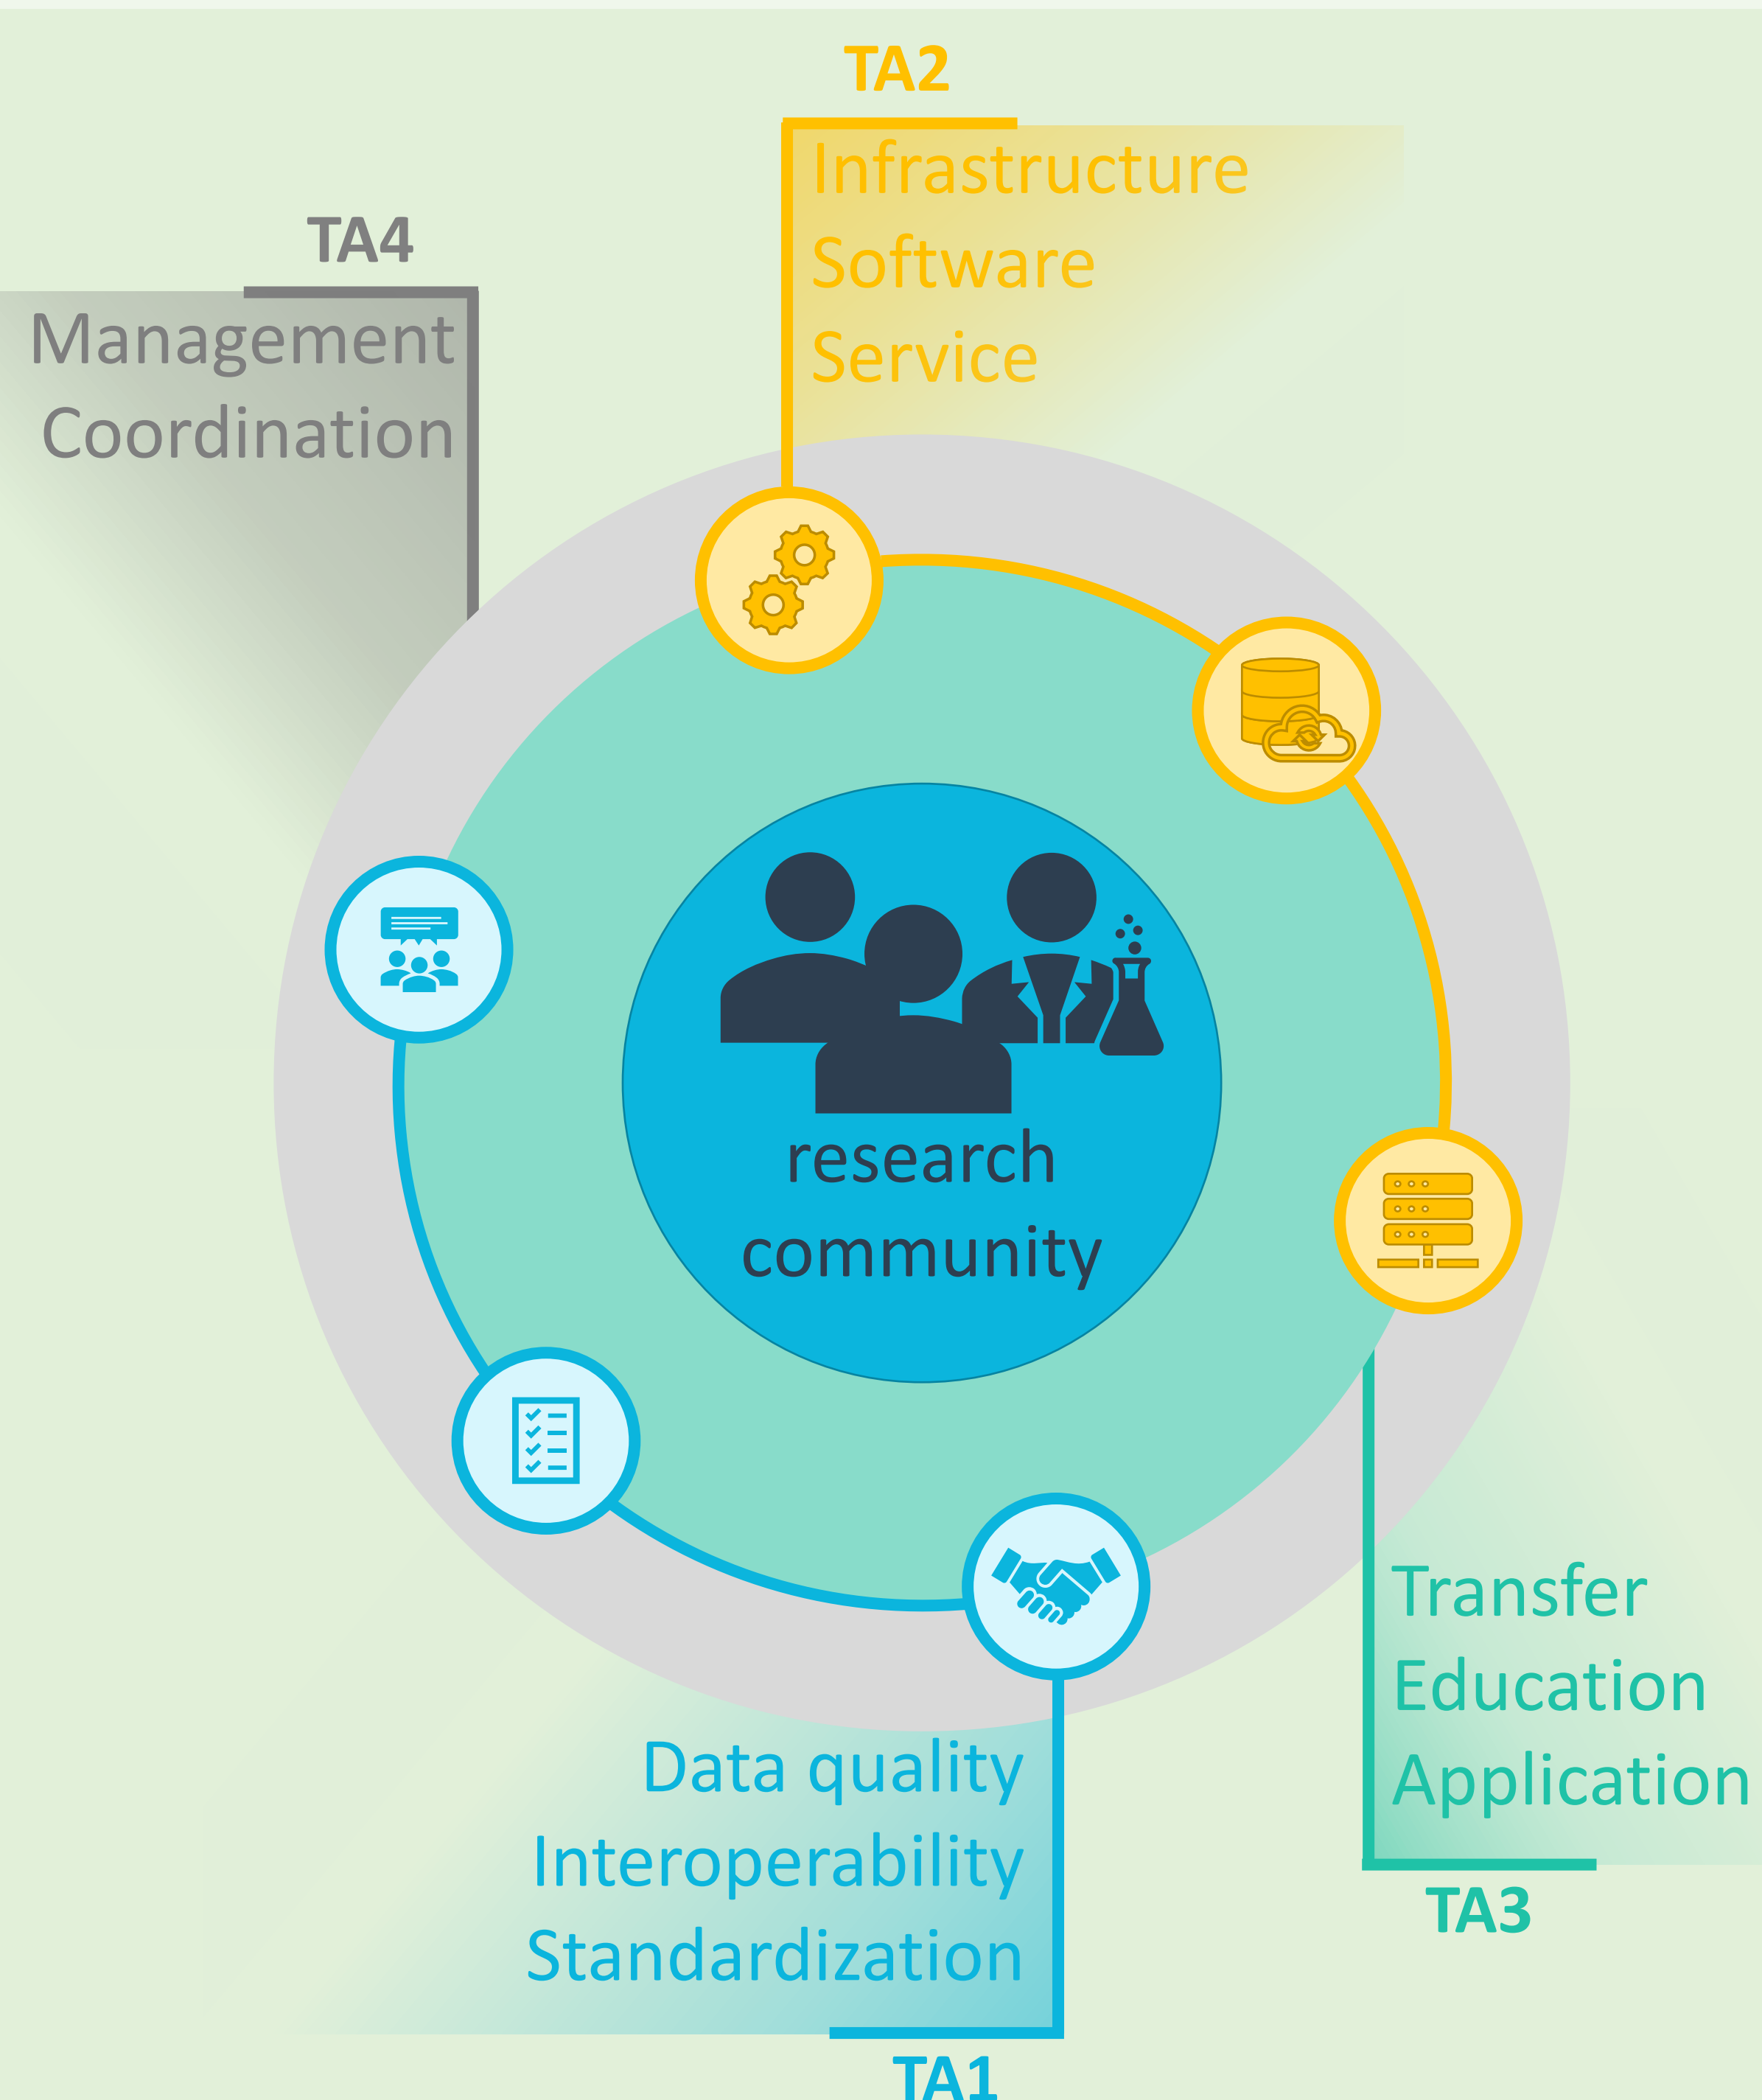 TA2
Infrastructure
Software
Service
TA4
Management
Coordination
research
community
Transfer
Education
Application
TA3
Data quality
Interoperability
Standardization
TA1